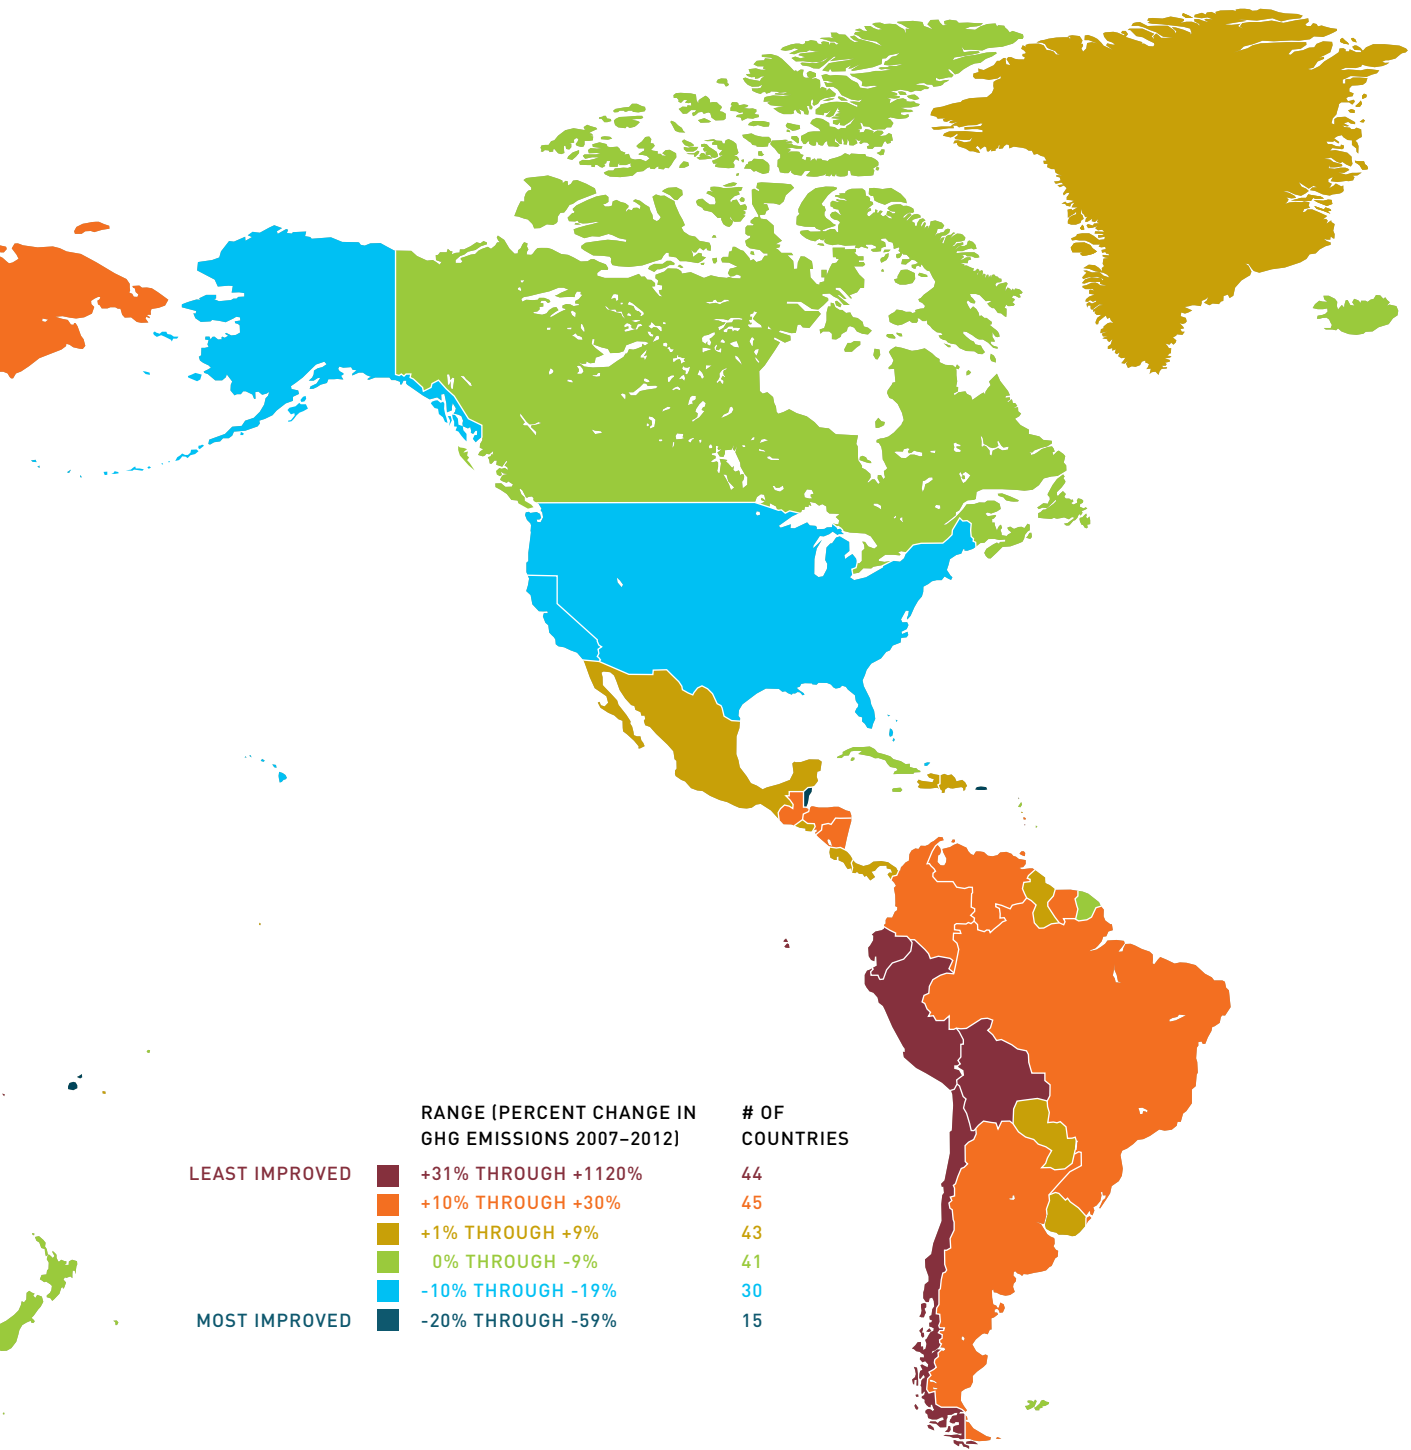 RANGE (PERCENT CHANGE IN # OF
GHG EMISSIONS 2007–2012) COUNTRIES
LEAST IMPROVED +31% THROUGH +1120% 44
+10% THROUGH +30% 45
+1% THROUGH +9% 43
0% THROUGH -9% 41
-10% THROUGH -19% 30
MOST IMPROVED -20% THROUGH -59% 15